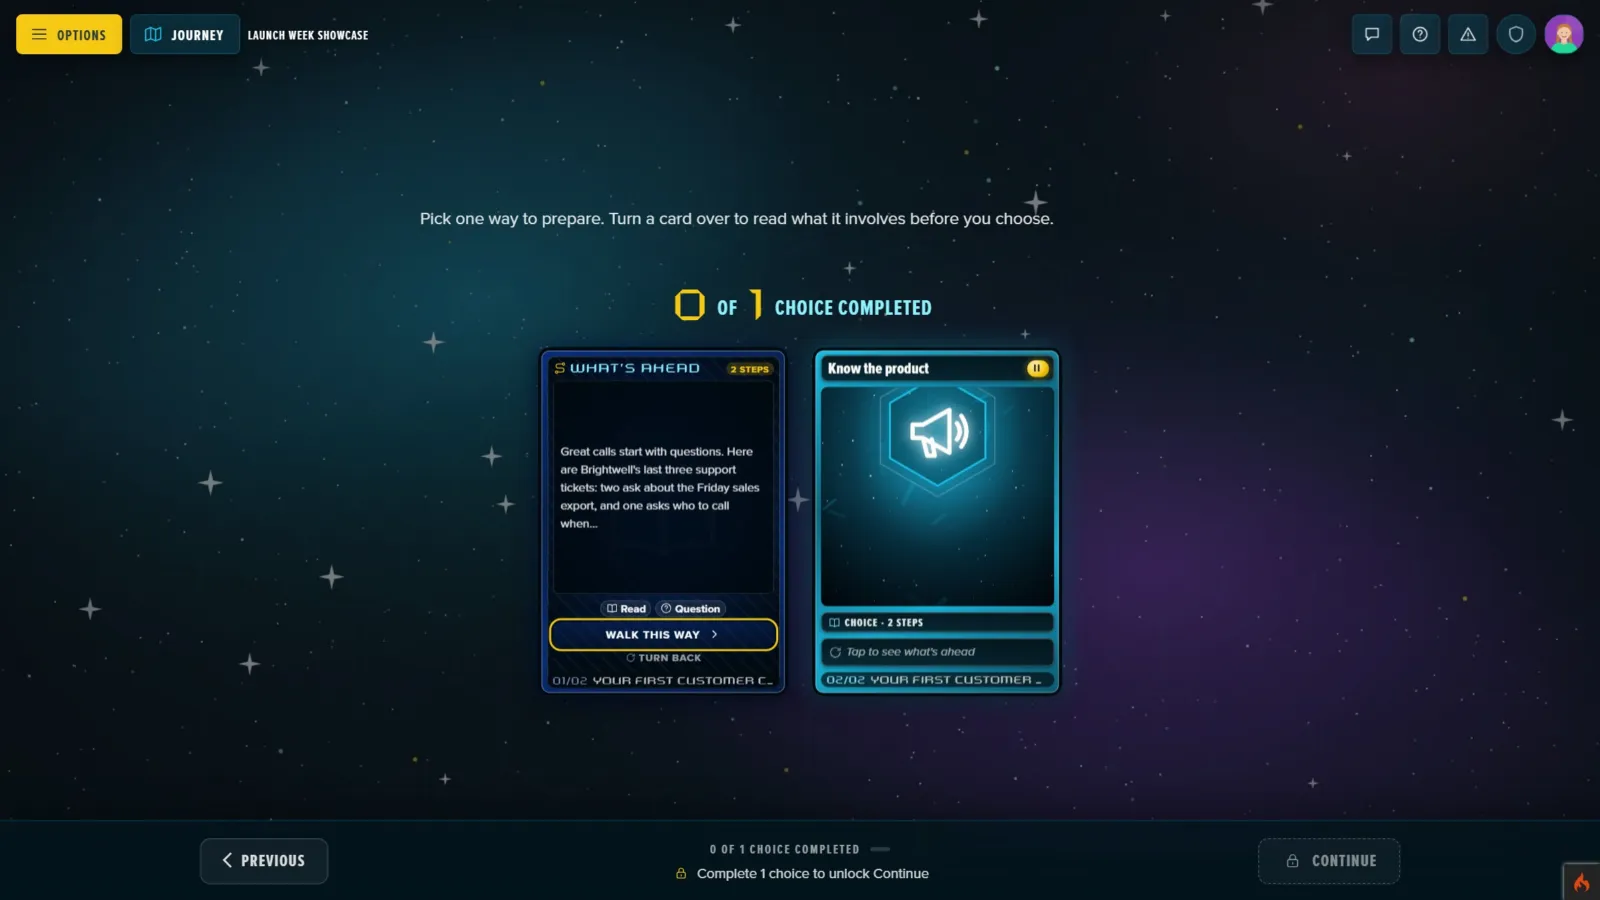 OPTIONS
JOURNEY
LAUNCH WEEK SHOWCASE
Pick one way to prepare. Turn a card over to read what it involves before you choose.
0 OF 1 CHOICE COMPLETED
WHAT'S AHEAD
2 STEPS
Great calls start with questions. Here
are Brightwell's last three support
tickets: two ask about the Friday sales
export, and one asks who to call
when...
Read
Question
WALK THIS WAY
TURN BACK
01/02 YOUR FIRST CUSTOMER C...
Know the product
CHOICE - 2 STEPS
Tap to see what's ahead
02/02 YOUR FIRST CUSTOMER ...
PREVIOUS
0 OF 1 CHOICE COMPLETED
Complete 1 choice to unlock Continue
CONTINUE